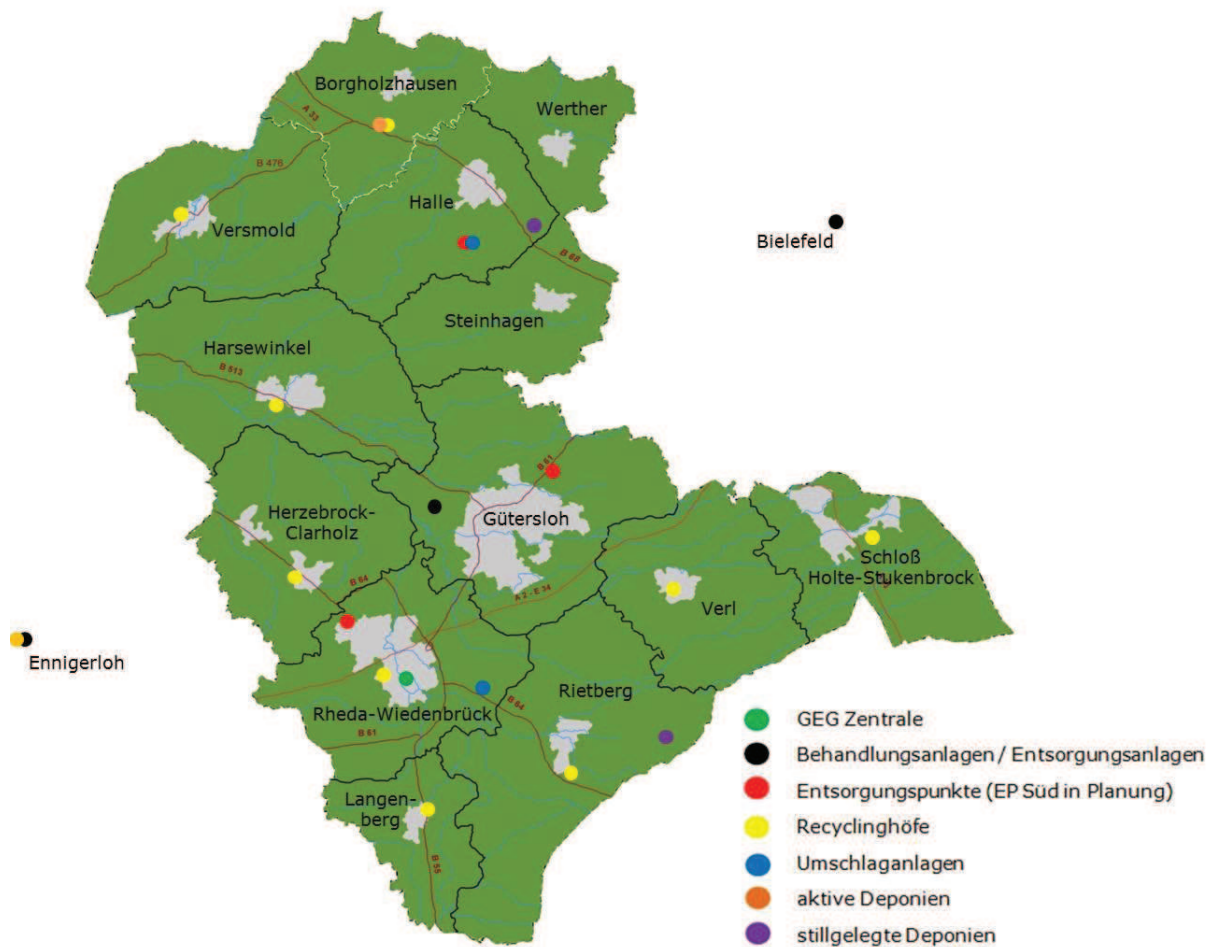 Borgholzhausen
Werther
A 33
B 476
Halle
Versmold
Bielefeld
B 68
Steinhagen
Harsewinkel
B 513
B 61
Herzebrock-
Clarholz
Gütersloh
Schloß
Holte-Stukenbrock
B 64
A 2 - E 34
Verl
Ennigerloh
Rietberg
Rheda-Wiedenbrück
B 64
B 61
Langen-
berg
B 55
GEG Zentrale
Behandlungsanlagen / Entsorgungsanlagen
Entsorgungspunkte (EP Süd in Planung)
Recyclinghöfe
Umschlaganlagen
aktive Deponien
stillgelegte Deponien